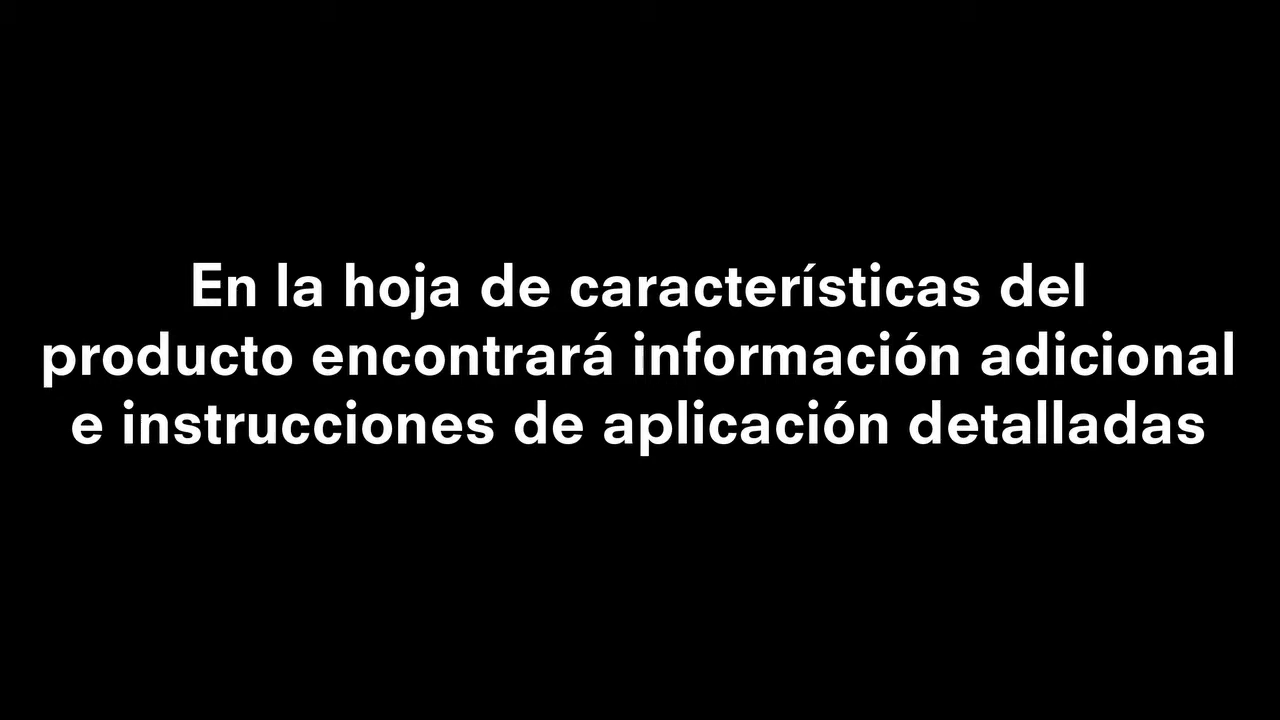 En la hoja de características del
producto encontrará información adicional
e instrucciones de aplicación detalladas